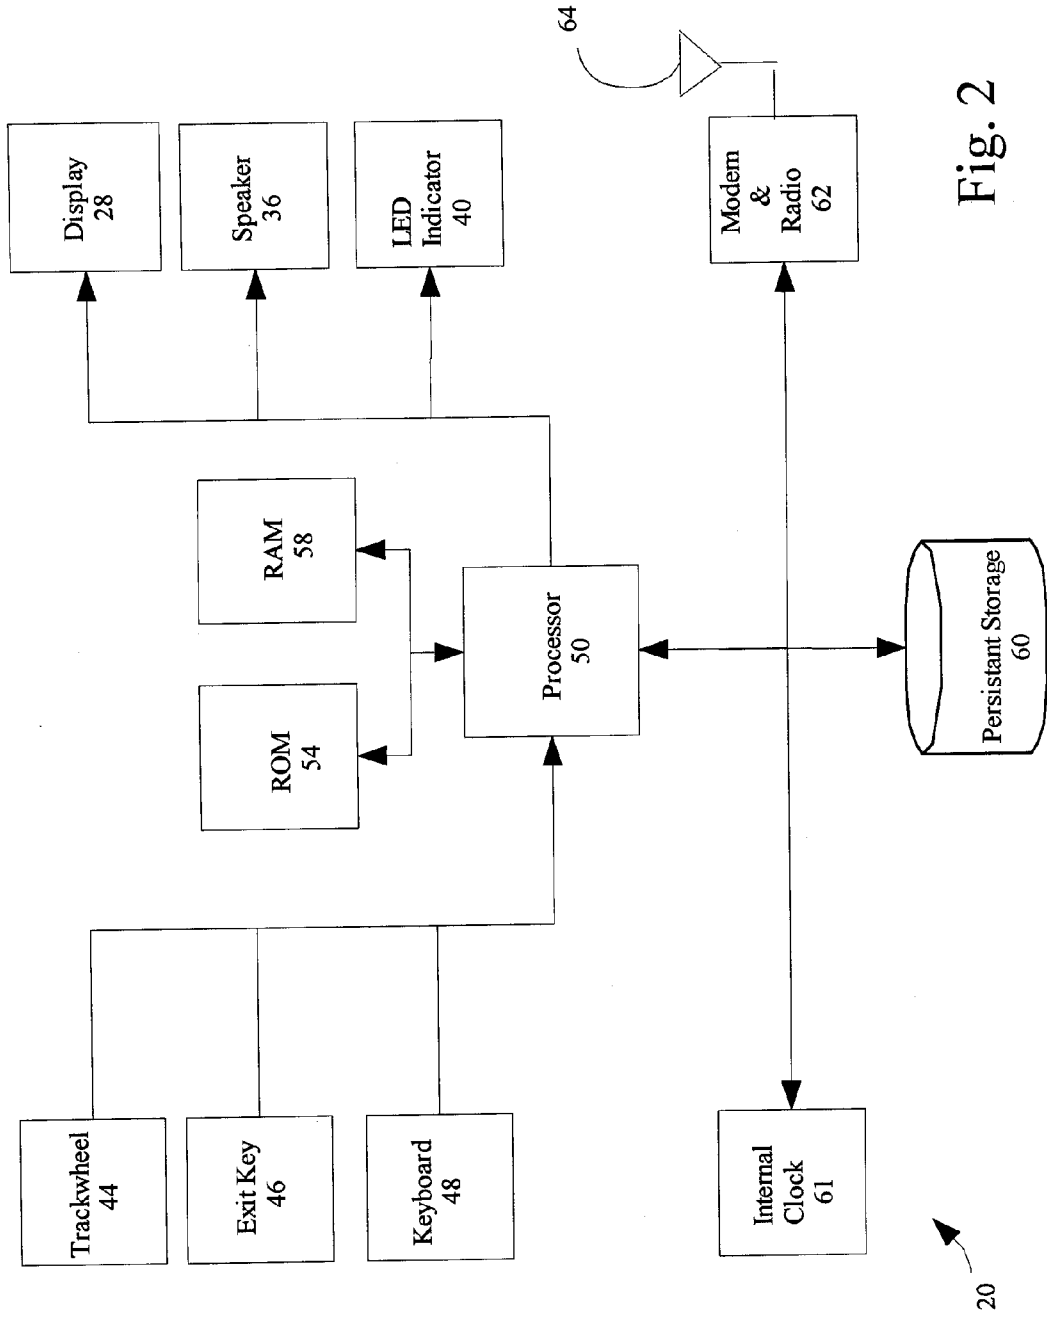 Trackwheel
44
Exit Key
46
Keyboard
48
ROM
54
RAM
58
Processor
50
Display
28
Speaker
36
LED
Indicator
40
Internal
Clock
61
Modem
&
Radio
62
64
Persistant Storage
60
20
Fig. 2